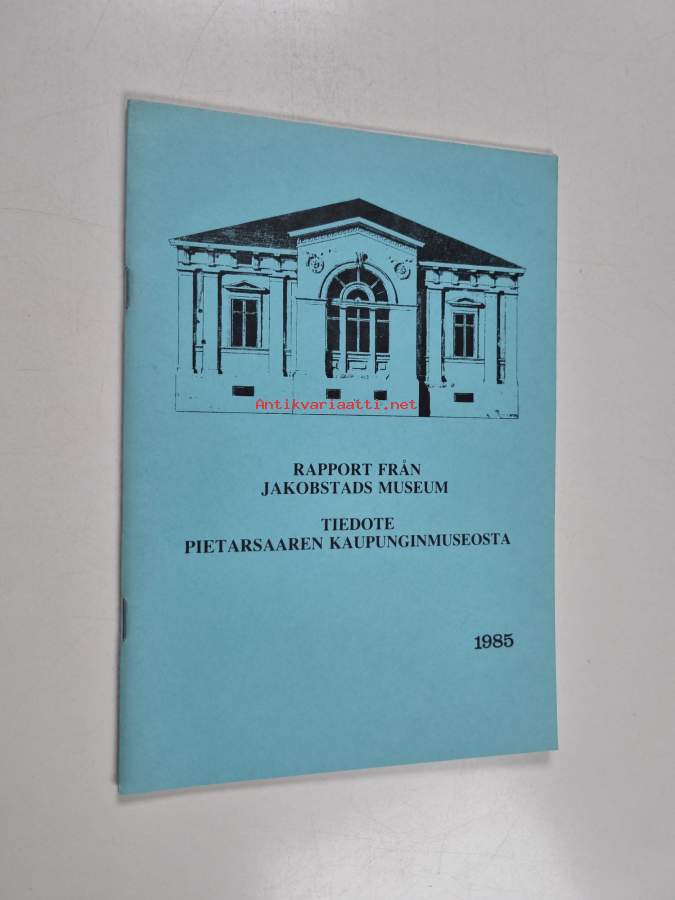 Antikvariaatti.net
RAPPORT FRÅN
JAKOBSTADS MUSEUM
TIEDOTE
PIETARSAAREN KAUPUNGINMUSEOSTA
1985